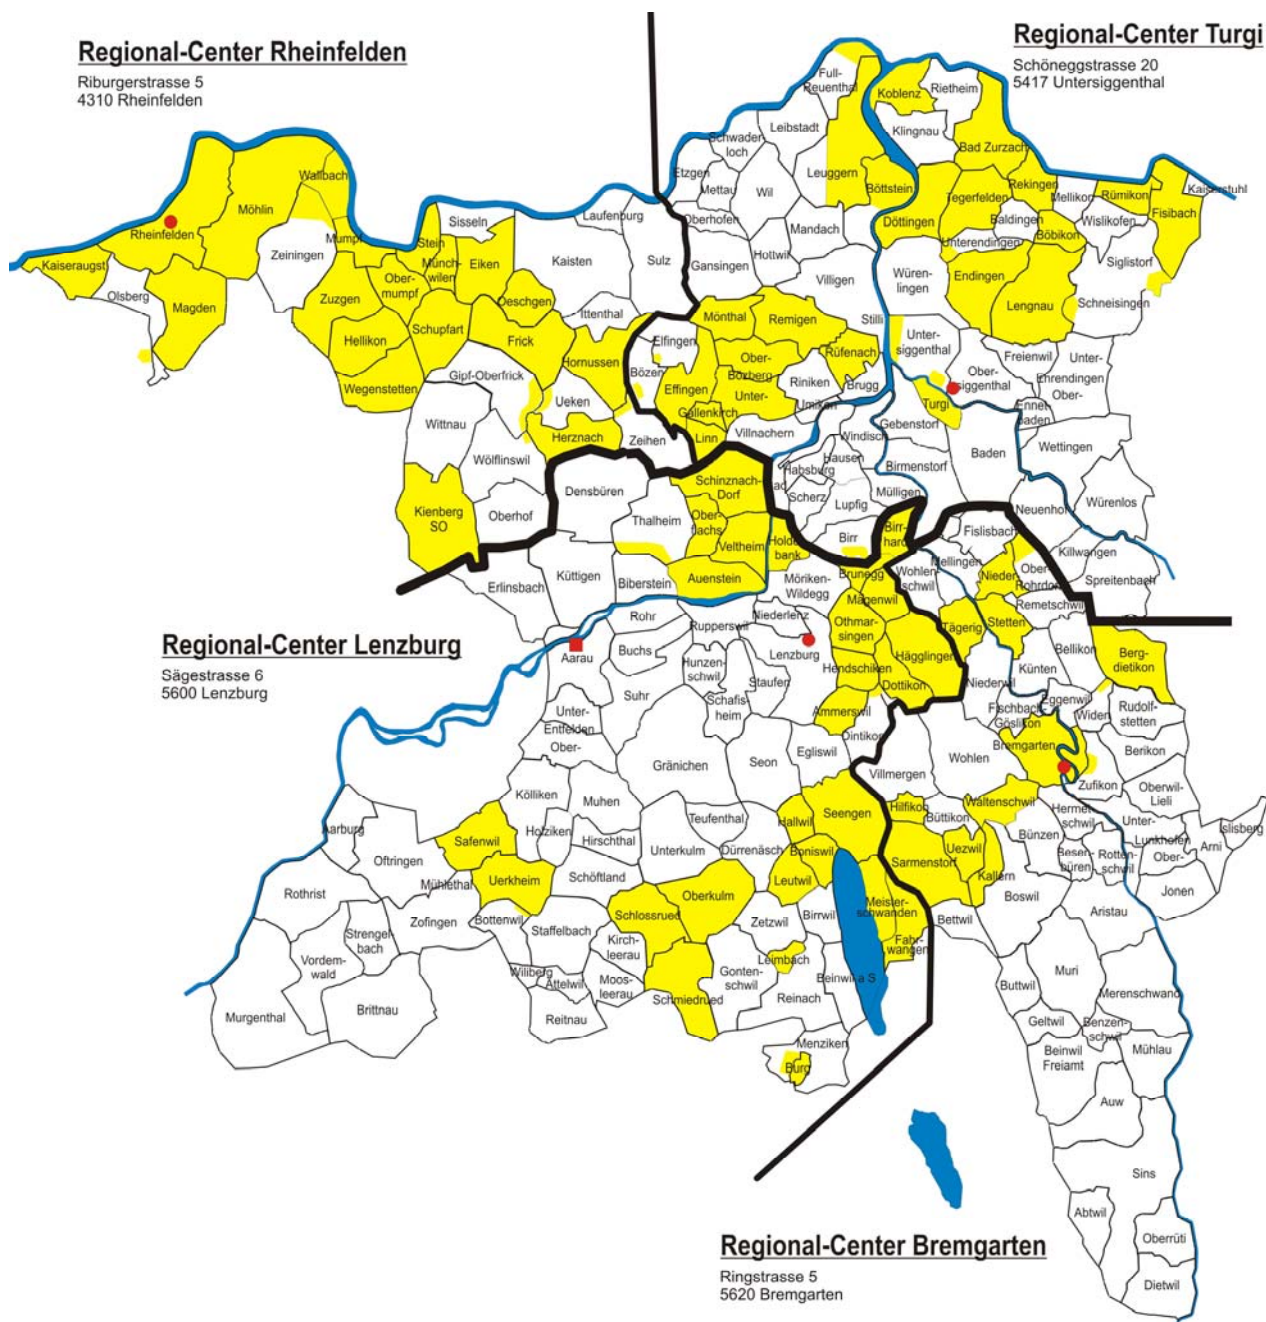 Regional-Center Rheinfelden
Riburgerstrasse 5
4310 Rheinfelden
Regional-Center Turgi
Schöneggstrasse 20
5417 Untersiggenthal
Full-
Reuenthal
Koblenz
Rietheim
Leibstadt
Klingnau
Schwader-
loch
Bad Zurzach
Etzgen
Mettau
Wil
Leuggern
Böttstein
Tegerfelden
Rekingen
Mellikon
Rümikon
Kaiserstuhl
Fisibach
Wallbach
Möhlin
Rheinfelden
Mumpf
Stein
Sisseln
Laufenburg
Oberhofen
Mandach
Döttingen
Baldingen
Böbikon
Wislikofen
Unterendingen
Siglistorf
Kaiseraugst
Olsberg
Magden
Zeiningen
Zuzgen
Ober-
mumpf
Münch-
wilen
Eiken
Kaisten
Sulz
Gansingen
Hottwil
Villigen
Würen-
lingen
Endingen
Lengnau
Schneisingen
Oeschgen
Ittenthal
Mönthal
Remigen
Stilli
Hellikon
Schupfart
Frick
Hornussen
Elfingen
Bözen
Ober-
Bözberg
Unter-
Rüfenach
Unter-
siggenthal
Ober-
siggenthal
Freienwil
Unter-
Ehrendingen
Ober-
Wegenstetten
Gipf-Oberfrick
Ueken
Effingen
Riniken
Brugg
Umiken
Turgi
Gallenkirch
Linn
Villnachern
Ennet-
baden
Wittnau
Herznach
Zeihen
Windisch
Gebenstorf
Baden
Wettingen
Wölflinswil
Hausen
Habsburg
Birmenstorf
Kienberg
SO
Oberhof
Densbüren
Thalheim
Schinznach-
Dorf
Bad
Scherz
Lupfig
Mülligen
Würenlos
Neuenhof
Ober-
flachs
Veltheim
Holder-
bank
Birr
Birr-
hard
Fislisbach
Killwangen
Spreitenbach
Erlinsbach
Küttigen
Biberstein
Auenstein
Möriken-
Wildegg
Brunegg
Wohlen-
schwil
Mellingen
Nieder-
Ober-
Rohrdorf
Remetschwil
Mägenwil
Rohr
Rupperswil
Niederlenz
Othmar-
singen
Tägerig
Stetten
Bellikon
Berg-
dietikon
Regional-Center Lenzburg
Sägestrasse 6
5600 Lenzburg
Aarau
Buchs
Hunzen-
schwil
Lenzburg
Staufen
Hendschiken
Hägglingen
Dottikon
Niederwil
Künten
Suhr
Schafis-
heim
Ammerswil
Fischbach-
Göslikon
Eggenwil
Widen
Rudolf-
stetten
Unter-
Entfelden
Ober-
Dintikon
Bremgarten
Berikon
Gränichen
Seon
Egliswil
Villmergen
Wohlen
Zufikon
Oberwil-
Lieli
Kölliken
Muhen
Hilfikon
Büttikon
Waltenschwil
Hermet-
schwil
Unter-
Lunkhofen
Ober-
Islisberg
Arni
Aarburg
Oftringen
Safenwil
Holziken
Hirschthal
Teufenthal
Unterkulm
Dürrenäsch
Hallwil
Seengen
Boniswil
Uezwil
Bünzen
Besen-
büren
Rotten-
schwil
Jonen
Mühlethal
Uerkheim
Schöftland
Leutwil
Sarmenstorf
Kallern
Boswil
Rothrist
Zofingen
Bottenwil
Staffelbach
Schlossrued
Oberkulm
Zetzwil
Birrwil
Meister-
schwanden
Bettwil
Aristau
Strengel-
bach
Vordem-
wald
Kirch-
leerau
Leimbach
Fahr-
wangen
Wiliberg
Attelwil
Moos-
leerau
Schmiedrued
Gonten-
schwil
Reinach
Beinwil a S
Muri
Buttwil
Merenschwand
Murgenthal
Brittnau
Reitnau
Menziken
Burg
Geltwil
Benzen-
schwil
Beinwil
Freiamt
Mühlau
Auw
Sins
Abtwil
Oberrüti
Dietwil
Regional-Center Bremgarten
Ringstrasse 5
5620 Bremgarten